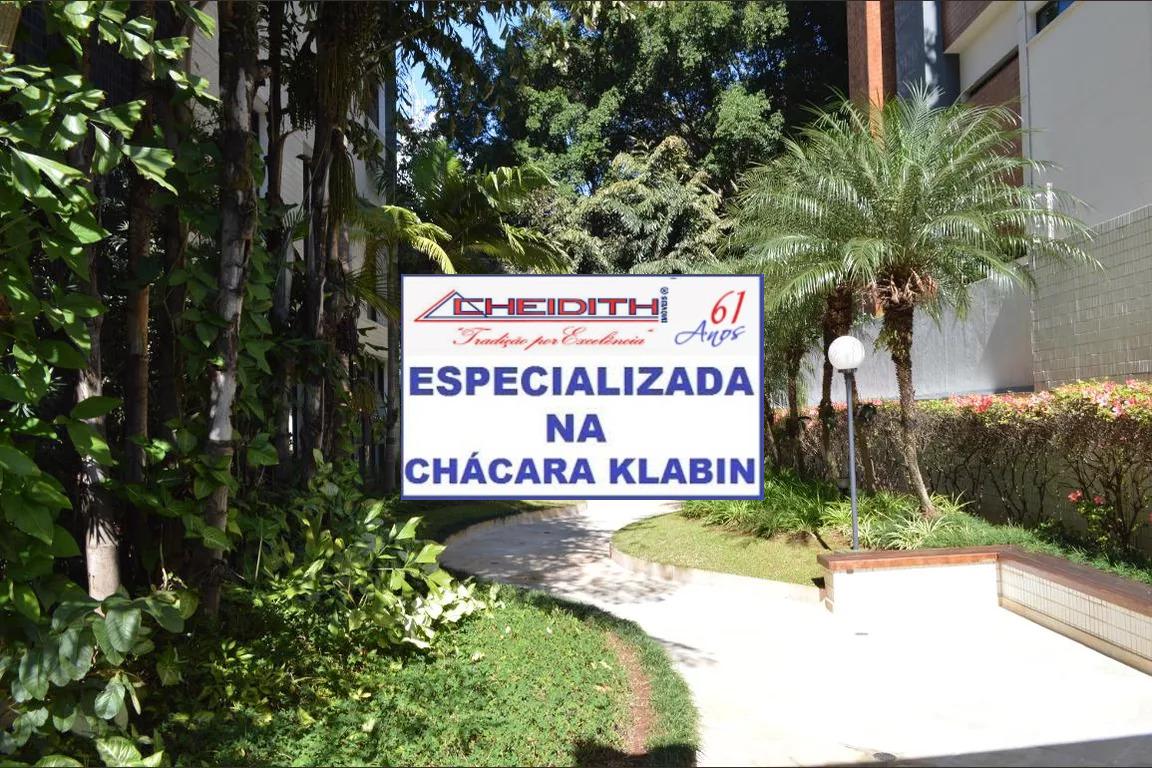 CHEIDITH IMÓVEIS ®
"Tradição por Excelência"
61
Anos
ESPECIALIZADA
NA
CHÁCARA KLABIN